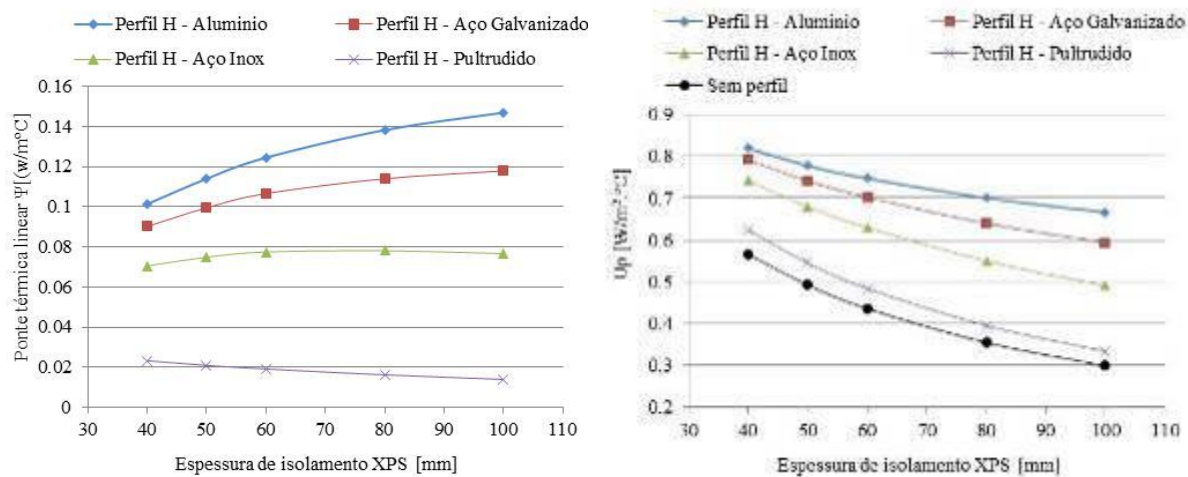 Perfil H - Aluminio
Perfil H - Aço Galvanizado
Perfil H - Aço Inox
Perfil H - Pultrudido
Ponte térmica linear Ψ[(w/mºC)
0.16
0.14
0.12
0.1
0.08
0.06
0.04
0.02
0
30 40 50 60 70 80 90 100 110
Espessura de isolamento XPS [mm]
Perfil H - Aluminio
Perfil H - Aço Galvanizado
Perfil H - Aço Inox
Perfil H - Pultrudido
Sem perfil
Up [W/m².ºC]
0.9
0.8
0.7
0.6
0.5
0.4
0.3
0.2
30 40 50 60 70 80 90 100 110
Espessura de isolamento XPS [mm]